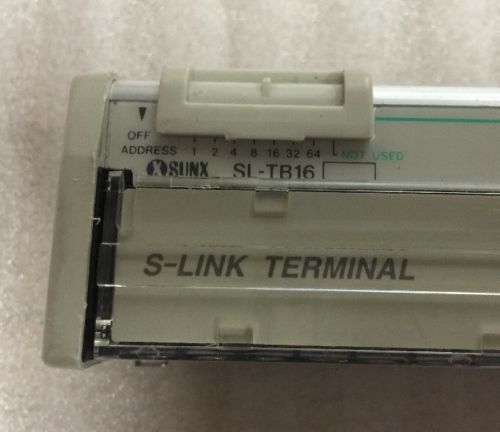 OFF
ADDRESS 1 2 4 8 16 32 64 NOT USED
SUNX SL-TB16
S-LINK TERMINAL